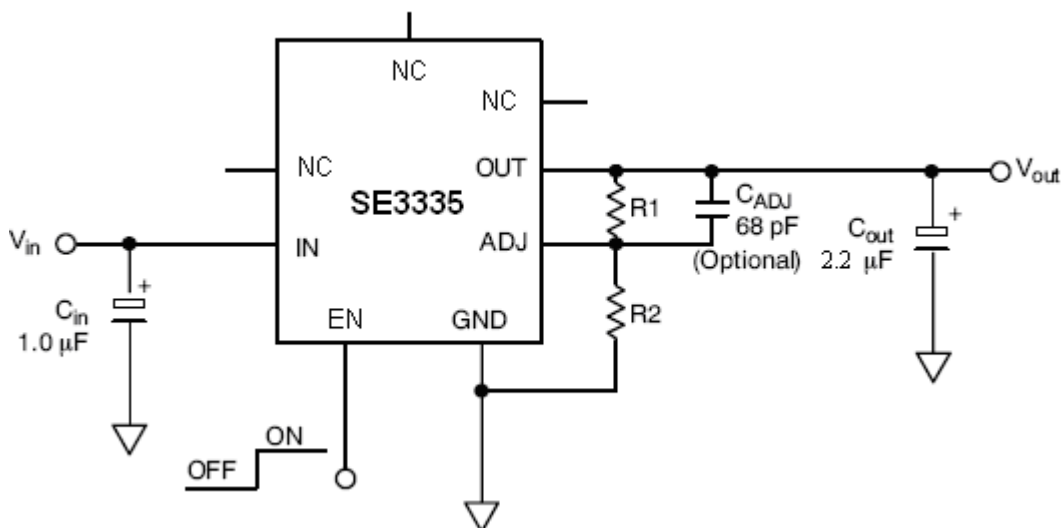 NC
NC
NC
OUT
V_out
SE3335
R1
C_ADJ
68 pF
(Optional)
+
C_out
2.2 µF
V_in
IN
ADJ
+
C_in
1.0 µF
EN
GND
R2
ON
OFF